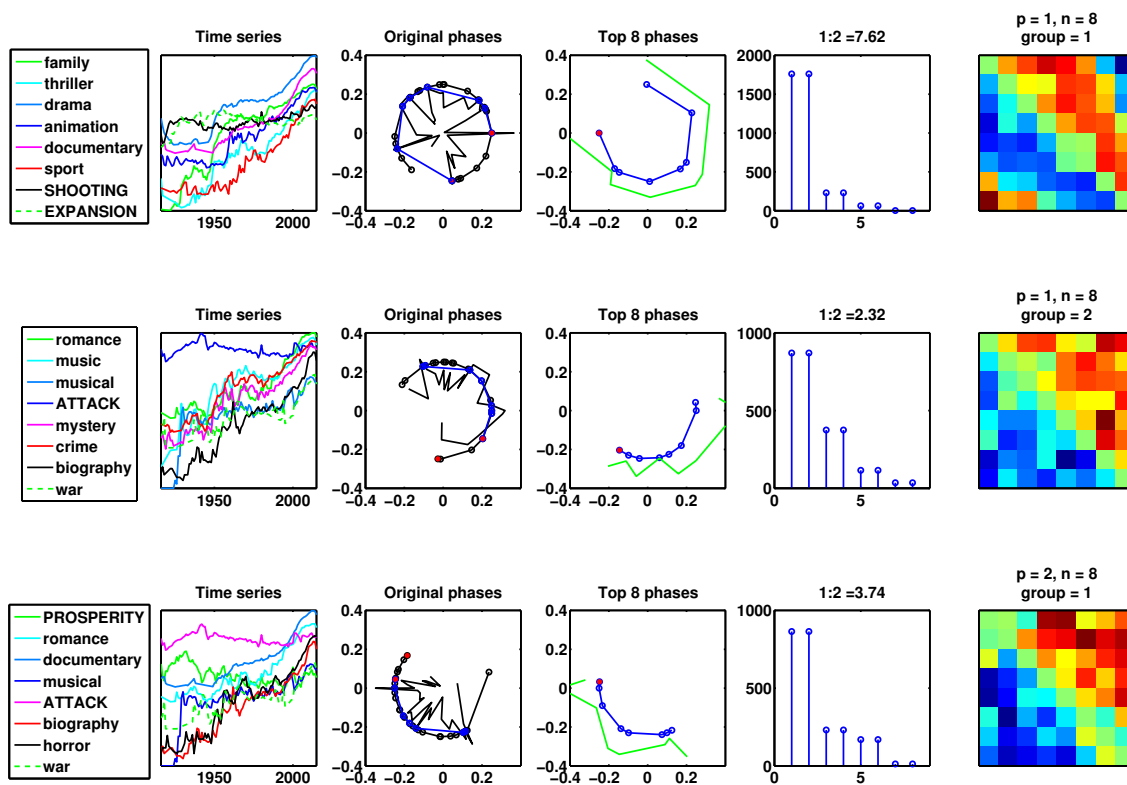 p = 1, n = 8
Time series
Original phases
Top 8 phases
1:2 =7.62
group = 1
family
thriller
drama
animation
documentary
sport
SHOOTING
EXPANSION
1950 2000
0.4
0.2
0
−0.2
−0.4
−0.4 −0.2 0 0.2
0.4
0.2
0
−0.2
−0.4
−0.4 −0.2 0 0.2
2000
1500
1000
500
0
0 5
p = 1, n = 8
Time series
Original phases
Top 8 phases
1:2 =2.32
group = 2
romance
music
musical
ATTACK
mystery
crime
biography
war
1950 2000
0.4
0.2
0
−0.2
−0.4
−0.4 −0.2 0 0.2
0.4
0.2
0
−0.2
−0.4
−0.4 −0.2 0 0.2
1000
500
0
0 5
p = 2, n = 8
Time series
Original phases
Top 8 phases
1:2 =3.74
group = 1
PROSPERITY
romance
documentary
musical
ATTACK
biography
horror
war
1950 2000
0.4
0.2
0
−0.2
−0.4
−0.4 −0.2 0 0.2
0.4
0.2
0
−0.2
−0.4
−0.4 −0.2 0 0.2
1000
500
0
0 5